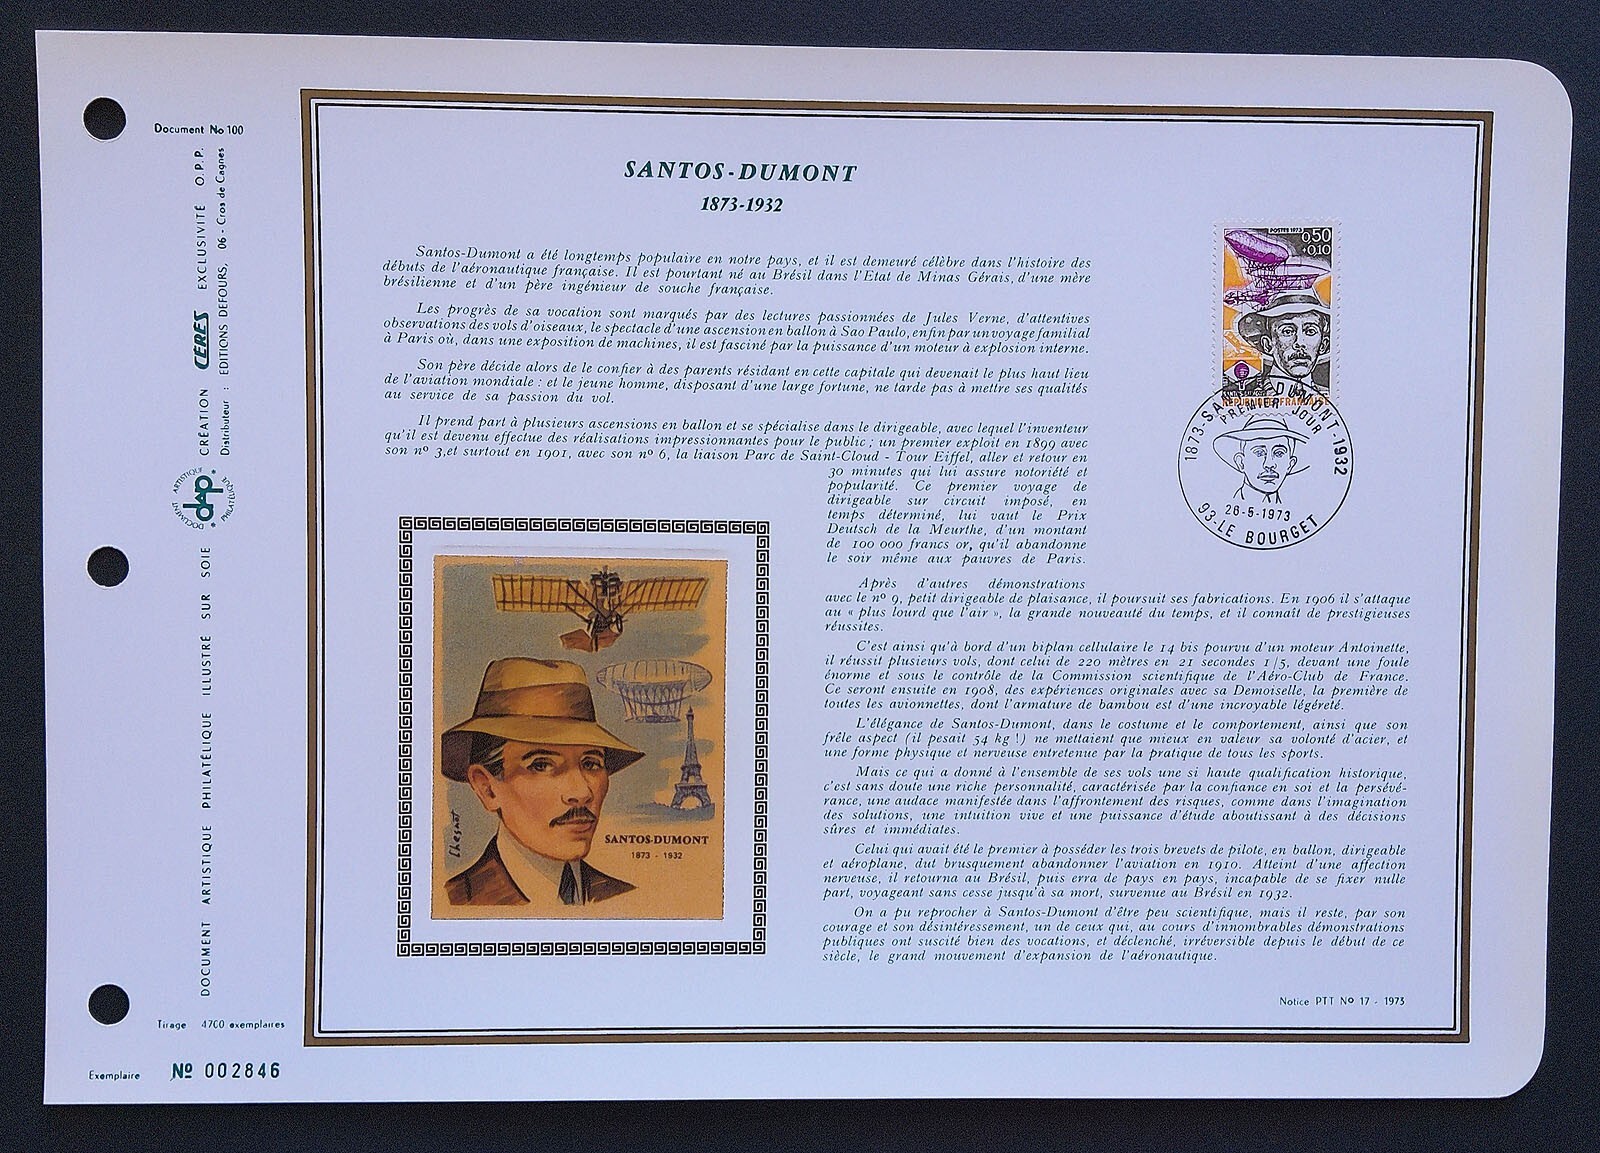 Document No 100
DOCUMENT ARTISTIQUE PHILATÉLIQUE ILLUSTRÉ SUR SOIE
DOCUMENT ARTISTIQUE PHILATÉLIQUE
dap
CRÉATION CÉRÈS EXCLUSIVITÉ O.P.P.
Distributeur : EDITIONS DEFOURS, 06 - Cros de Cagnes
Tirage 4700 exemplaires
Exemplaire Nº 002846
SANTOS-DUMONT
1873-1932
Santos-Dumont a été longtemps populaire en notre pays, et il est demeuré célèbre dans l'histoire des
débuts de l'aéronautique française. Il est pourtant né au Brésil dans l'Etat de Minas Gérais, d'une mère
brésilienne et d'un père ingénieur de souche française.
Les progrès de sa vocation sont marqués par des lectures passionnées de Jules Verne, d'attentives
observations des vols d'oiseaux, le spectacle d'une ascension en ballon à Sao Paulo, enfin par un voyage familial
à Paris où, dans une exposition de machines, il est fasciné par la puissance d'un moteur à explosion interne.
Son père décide alors de le confier à des parents résidant en cette capitale qui devenait le plus haut lieu
de l'aviation mondiale : et le jeune homme, disposant d'une large fortune, ne tarde pas à mettre ses qualités
au service de sa passion du vol.
Il prend part à plusieurs ascensions en ballon et se spécialise dans le dirigeable, avec lequel l'inventeur
qu'il est devenu effectue des réalisations impressionnantes pour le public ; un premier exploit en 1899 avec
son nº 3, et surtout en 1901, avec son nº 6, la liaison Parc de Saint-Cloud - Tour Eiffel, aller et retour en
30 minutes qui lui assure notoriété et
popularité. Ce premier voyage de
dirigeable sur circuit imposé, en
temps déterminé, lui vaut le Prix
Deutsch de la Meurthe, d'un montant
de 100 000 francs or, qu'il abandonne
le soir même aux pauvres de Paris.
Après d'autres démonstrations
avec le nº 9, petit dirigeable de plaisance, il poursuit ses fabrications. En 1906 il s'attaque
au « plus lourd que l'air », la grande nouveauté du temps, et il connaît de prestigieuses
réussites.
C'est ainsi qu'à bord d'un biplan cellulaire le 14 bis pourvu d'un moteur Antoinette,
il réussit plusieurs vols, dont celui de 220 mètres en 21 secondes 1/5, devant une foule
énorme et sous le contrôle de la Commission scientifique de l'Aéro-Club de France.
Ce seront ensuite en 1908, des expériences originales avec sa Demoiselle, la première de
toutes les avionnettes, dont l'armature de bambou est d'une incroyable légéreté.
L'élégance de Santos-Dumont, dans le costume et le comportement, ainsi que son
frêle aspect (il pesait 54 kg !) ne mettaient que mieux en valeur sa volonté d'acier, et
une forme physique et nerveuse entretenue par la pratique de tous les sports.
Mais ce qui a donné à l'ensemble de ses vols une si haute qualification historique,
c'est sans doute une riche personnalité, caractérisée par la confiance en soi et la persévé-
rance, une audace manifestée dans l'affrontement des risques, comme dans l'imagination
des solutions, une intuition vive et une puissance d'étude aboutissant à des décisions
sûres et immédiates.
Celui qui avait été le premier à posséder les trois brevets de pilote, en ballon, dirigeable
et aéroplane, dut brusquement abandonner l'aviation en 1910. Atteint d'une affection
nerveuse, il retourna au Brésil, puis erra de pays en pays, incapable de se fixer nulle
part, voyageant sans cesse jusqu'à sa mort, survenue au Brésil en 1932.
On a pu reprocher à Santos-Dumont d'être peu scientifique, mais il reste, par son
courage et son désintéressement, un de ceux qui, au cours d'innombrables démonstrations
publiques ont suscité bien des vocations, et déclenché, irréversible depuis le début de ce
siècle, le grand mouvement d'expansion de l'aéronautique.
Notice PTT Nº 17 - 1973
Chesnot
SANTOS-DUMONT
1873 - 1932
POSTES 1973
0,50
+0,10
REPUBLIQUE FRANÇAISE
1873-SANTOS DUMONT-1932
PREMIER JOUR
26-5-1973
93-LE BOURGET